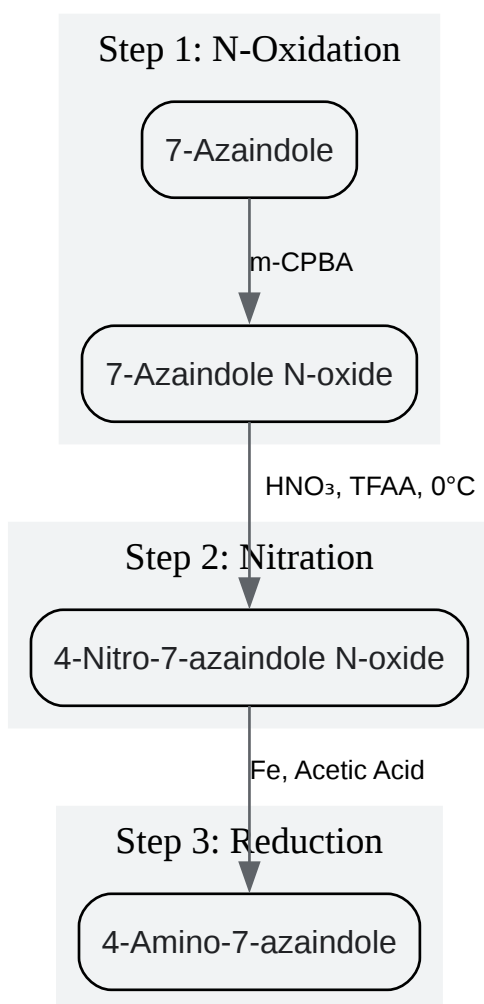 Step 1: N-Oxidation
7-Azaindole
m-CPBA
7-Azaindole N-oxide
HNO₃, TFAA, 0°C
Step 2: Nitration
4-Nitro-7-azaindole N-oxide
Fe, Acetic Acid
Step 3: Reduction
4-Amino-7-azaindole